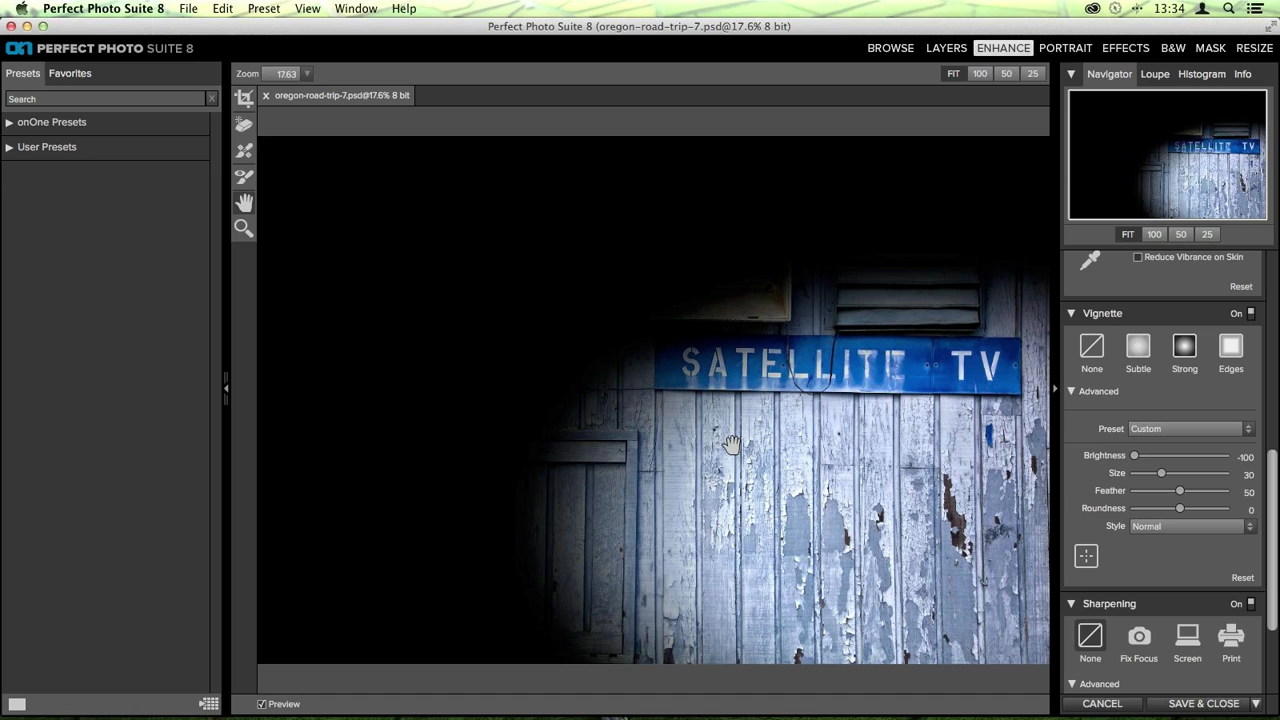 Perfect Photo Suite 8 File Edit Preset View Window Help 13:34
Perfect Photo Suite 8 (oregon-road-trip-7.psd@17.6% 8 bit)
PERFECT PHOTO SUITE 8 BROWSE LAYERS ENHANCE PORTRAIT EFFECTS B&W MASK RESIZE
Presets Favorites
Zoom 17.63 FIT 100 50 25
Navigator Loupe Histogram Info
Search X
x oregon-road-trip-7.psd@17.6% 8 bit
onOne Presets
User Presets
SATELLITE TV
FIT 100 50 25
Reduce Vibrance on Skin
Reset
Vignette On
None Subtle Strong Edges
Advanced
Preset Custom
Brightness -100
Size 30
Feather 50
Roundness 0
Style Normal
Reset
Sharpening On
None Fix Focus Screen Print
Advanced
SATELLITE TV
Preview
CANCEL SAVE & CLOSE